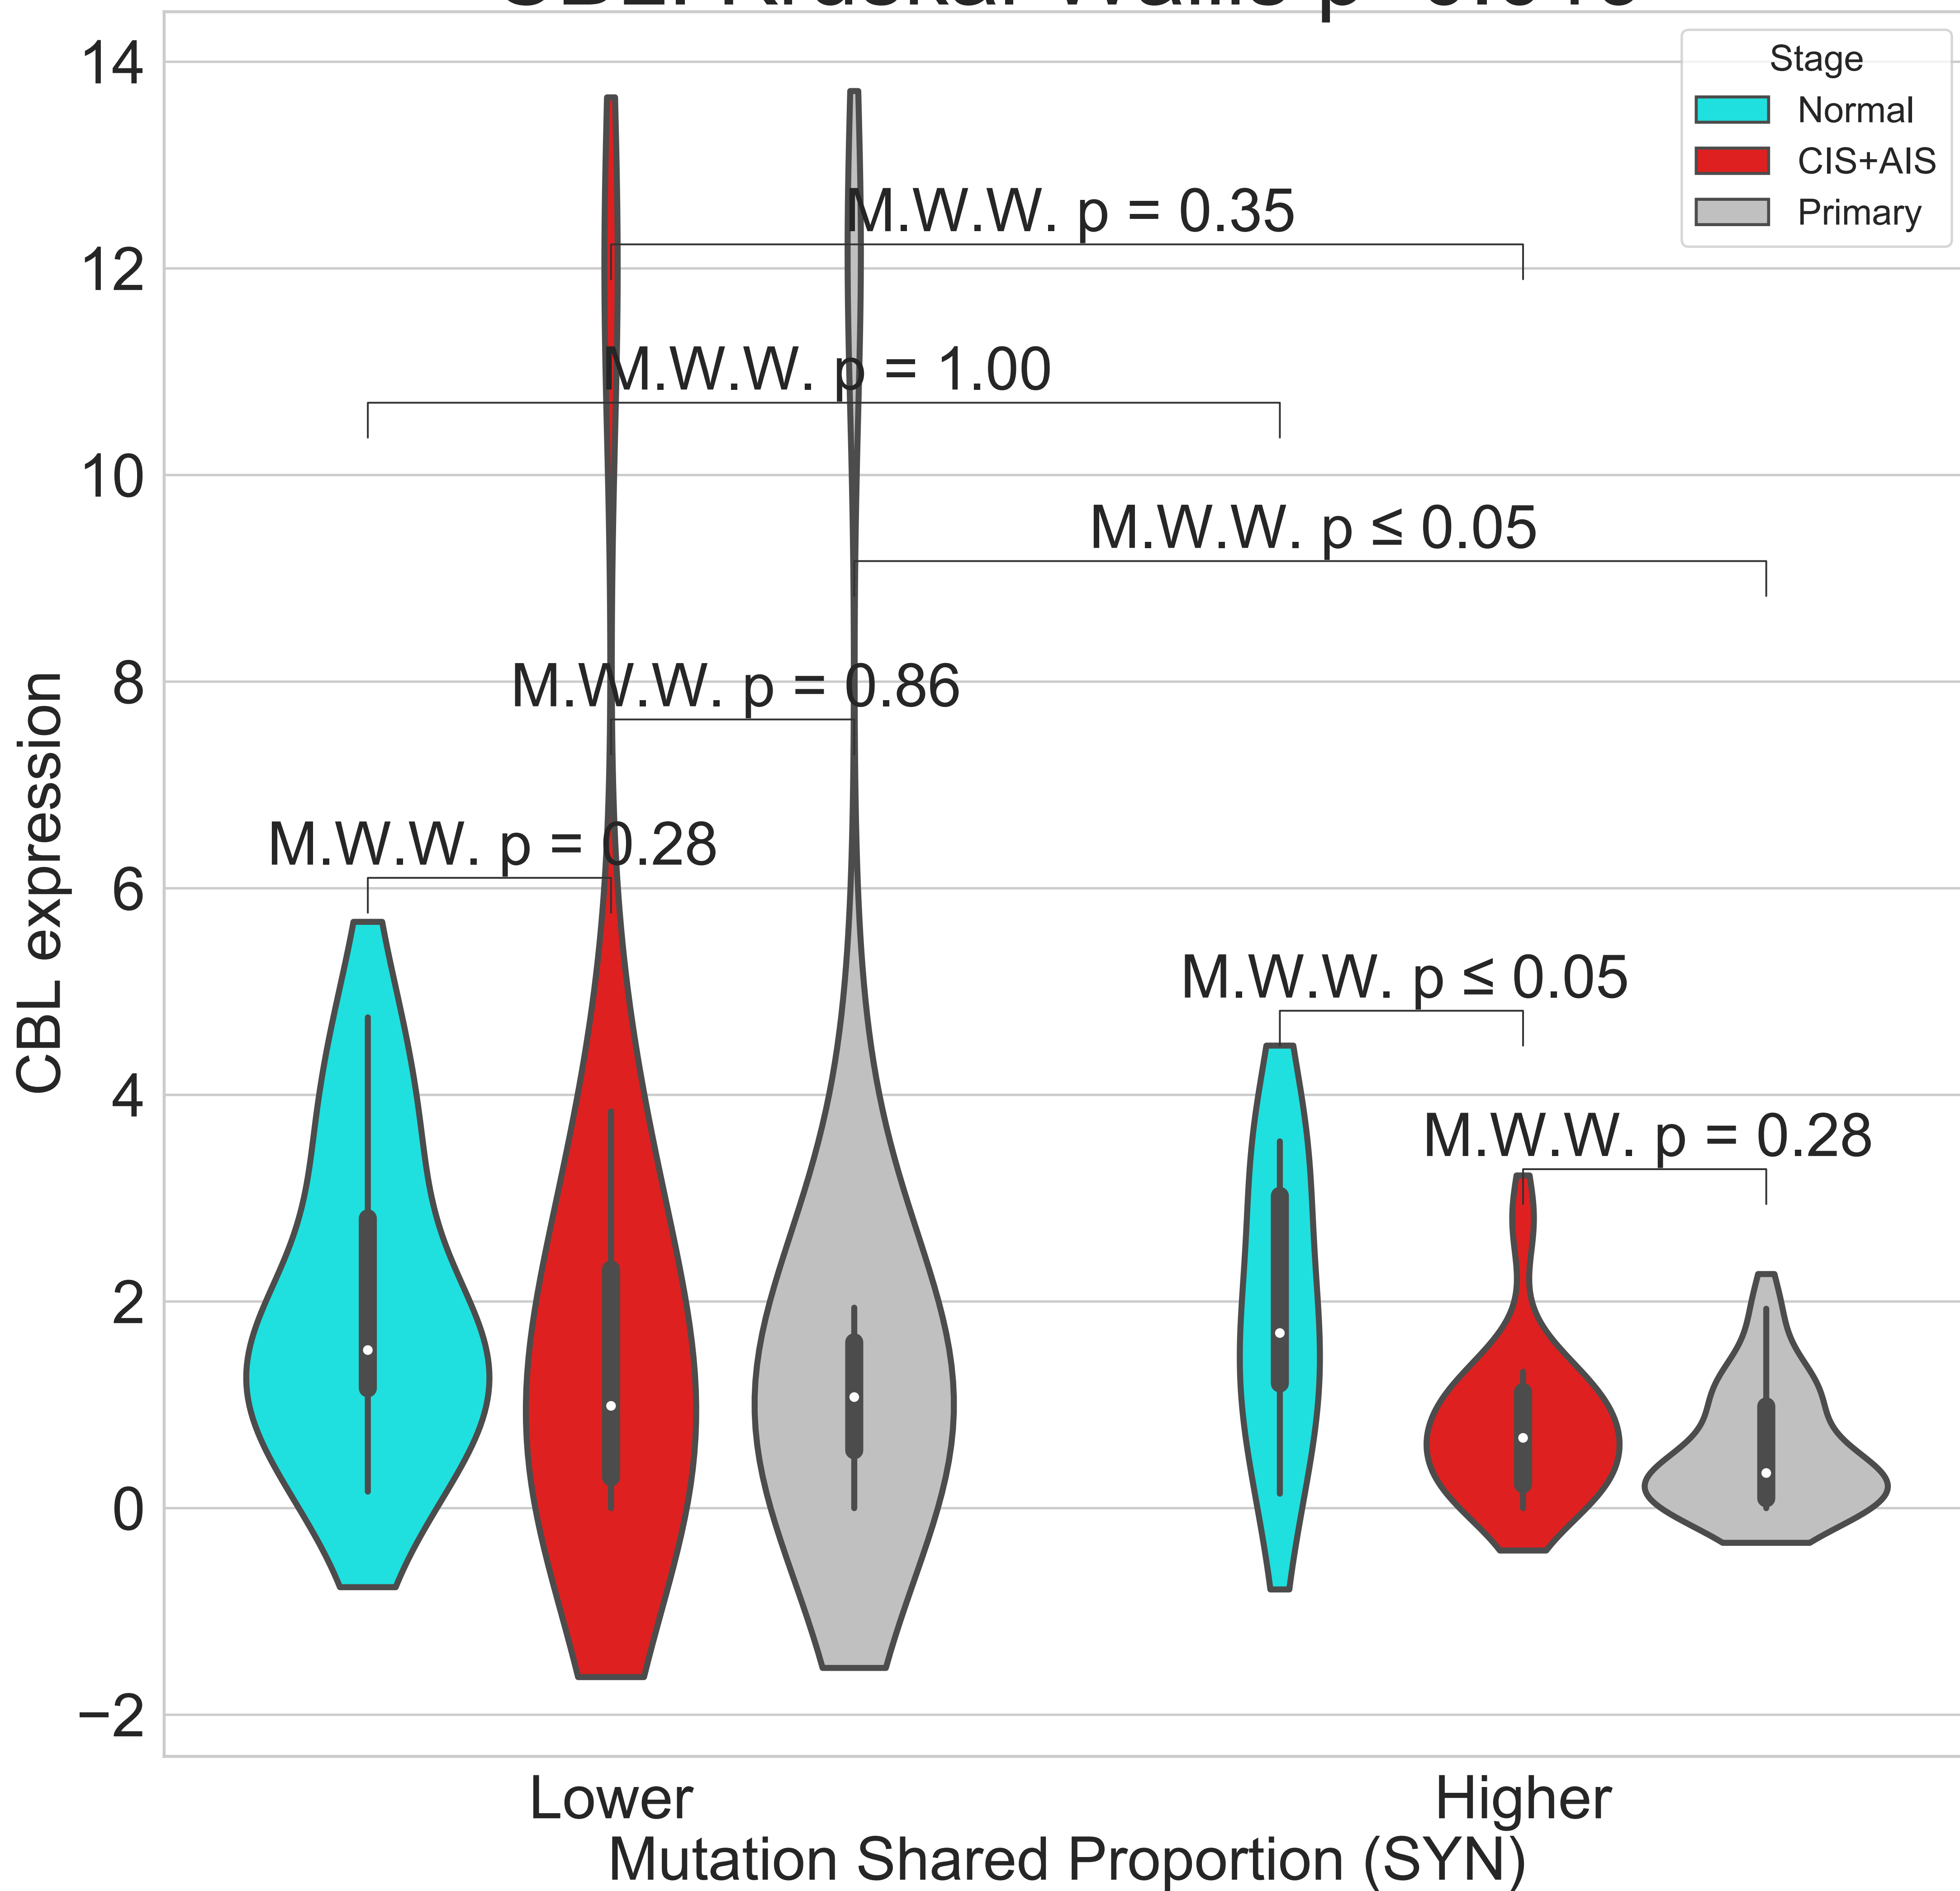 14
Stage
Normal
CIS+AIS
Primary
M.W.W. p = 0.35
12
M.W.W. p = 1.00
10
M.W.W. p ≤ 0.05
8
M.W.W. p = 0.86
M.W.W. p = 0.28
6
M.W.W. p ≤ 0.05
4
M.W.W. p = 0.28
2
0
−2
CBL expression
Lower
Higher
Mutation Shared Proportion (SYN)